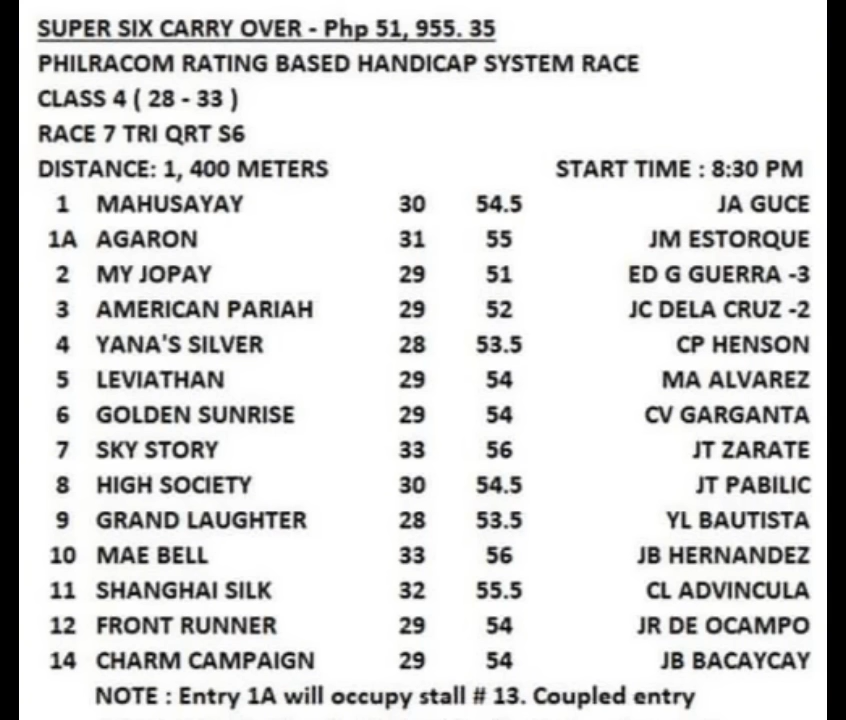 SUPER SIX CARRY OVER - Php 51, 955. 35
PHILRACOM RATING BASED HANDICAP SYSTEM RACE
CLASS 4 ( 28 - 33 )
RACE 7 TRI QRT S6
DISTANCE: 1, 400 METERS START TIME : 8:30 PM
1 MAHUSAYAY 30 54.5 JA GUCE
1A AGARON 31 55 JM ESTORQUE
2 MY JOPAY 29 51 ED G GUERRA -3
3 AMERICAN PARIAH 29 52 JC DELA CRUZ -2
4 YANA'S SILVER 28 53.5 CP HENSON
5 LEVIATHAN 29 54 MA ALVAREZ
6 GOLDEN SUNRISE 29 54 CV GARGANTA
7 SKY STORY 33 56 JT ZARATE
8 HIGH SOCIETY 30 54.5 JT PABILIC
9 GRAND LAUGHTER 28 53.5 YL BAUTISTA
10 MAE BELL 33 56 JB HERNANDEZ
11 SHANGHAI SILK 32 55.5 CL ADVINCULA
12 FRONT RUNNER 29 54 JR DE OCAMPO
14 CHARM CAMPAIGN 29 54 JB BACAYCAY
NOTE : Entry 1A will occupy stall # 13. Coupled entry